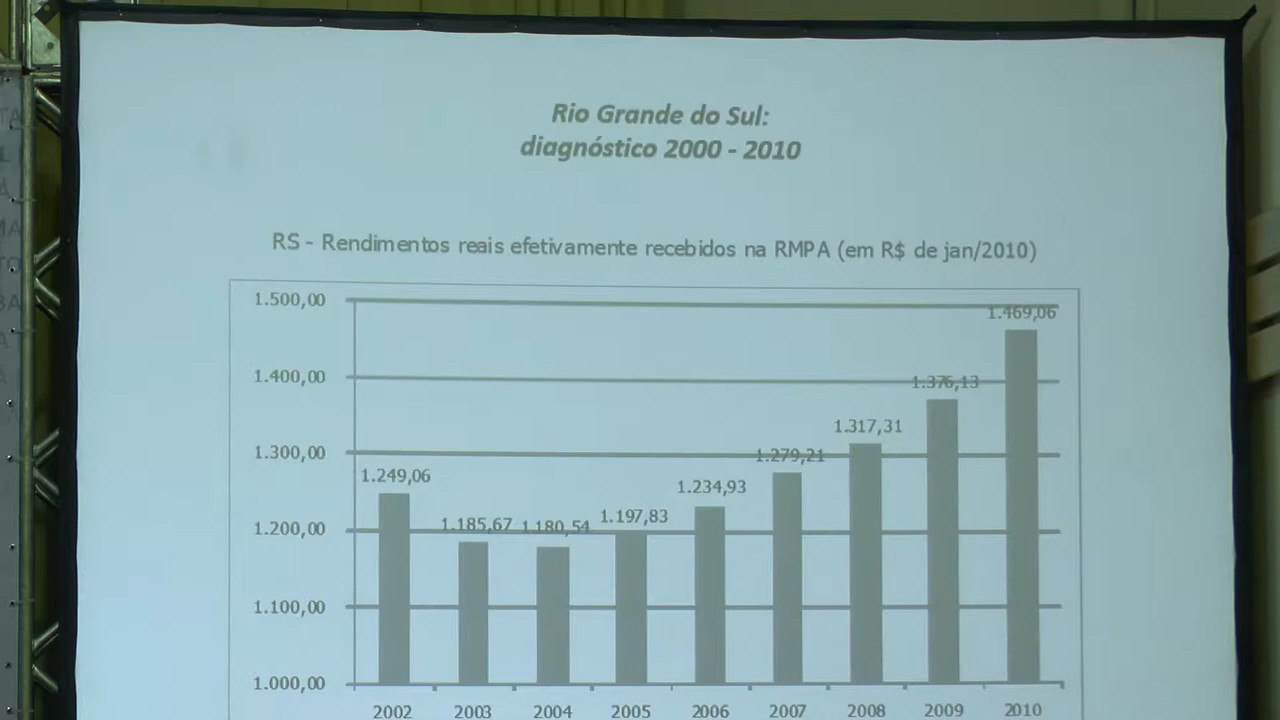 Rio Grande do Sul:
diagnóstico 2000 - 2010
RS - Rendimentos reais efetivamente recebidos na RMPA (em R$ de jan/2010)
1.500,00
1.469,06
1.400,00
1.376,13
1.317,31
1.300,00
1.279,21
1.249,06
1.234,93
1.200,00
1.185,67 1.180,54 1.197,83
1.100,00
1.000,00
2002 2003 2004 2005 2006 2007 2008 2009 2010